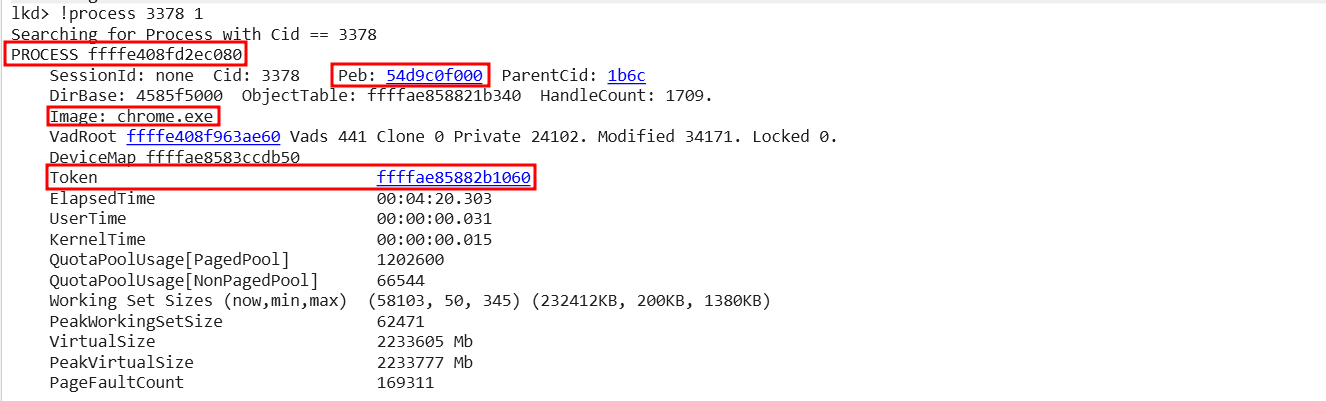 lkd> !process 3378 1
Searching for Process with Cid == 3378
PROCESS ffffe408fd2ec080
SessionId: none Cid: 3378 Peb: 54d9c0f000 ParentCid: 1b6c
DirBase: 4585f5000 ObjectTable: ffffae858821b340 HandleCount: 1709.
Image: chrome.exe
VadRoot ffffe408f963ae60 Vads 441 Clone 0 Private 24102. Modified 34171. Locked 0.
DeviceMap ffffae8583ccdb50
Token ffffae85882b1060
ElapsedTime 00:04:20.303
UserTime 00:00:00.031
KernelTime 00:00:00.015
QuotaPoolUsage[PagedPool] 1202600
QuotaPoolUsage[NonPagedPool] 66544
Working Set Sizes (now,min,max) (58103, 50, 345) (232412KB, 200KB, 1380KB)
PeakWorkingSetSize 62471
VirtualSize 2233605 Mb
PeakVirtualSize 2233777 Mb
PageFaultCount 169311